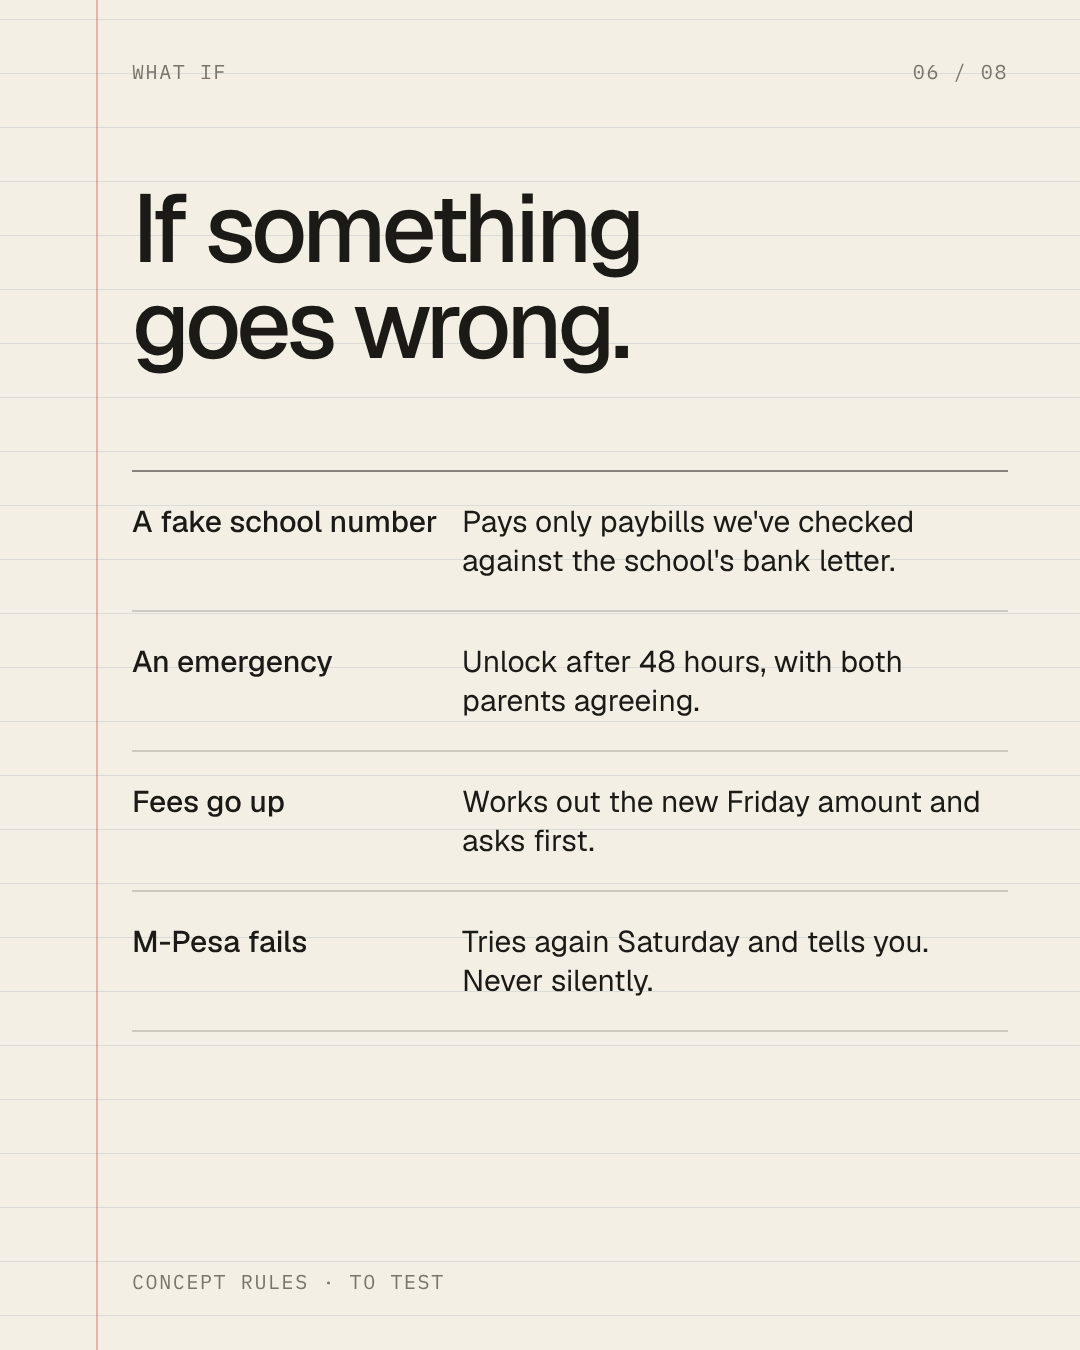 WHAT IF
06 / 08
If something
goes wrong.
A fake school number
Pays only paybills we've checked
against the school's bank letter.
An emergency
Unlock after 48 hours, with both
parents agreeing.
Fees go up
Works out the new Friday amount and
asks first.
M-Pesa fails
Tries again Saturday and tells you.
Never silently.
CONCEPT RULES · TO TEST